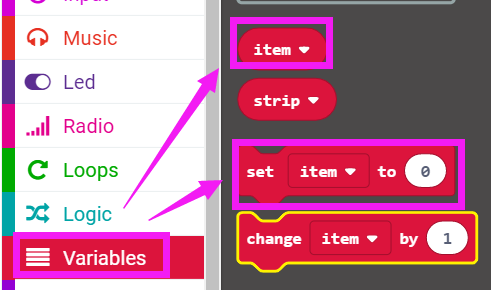 Input
Music
Led
Radio
Loops
Logic
Variables
item
strip
set item to 0
change item by 1